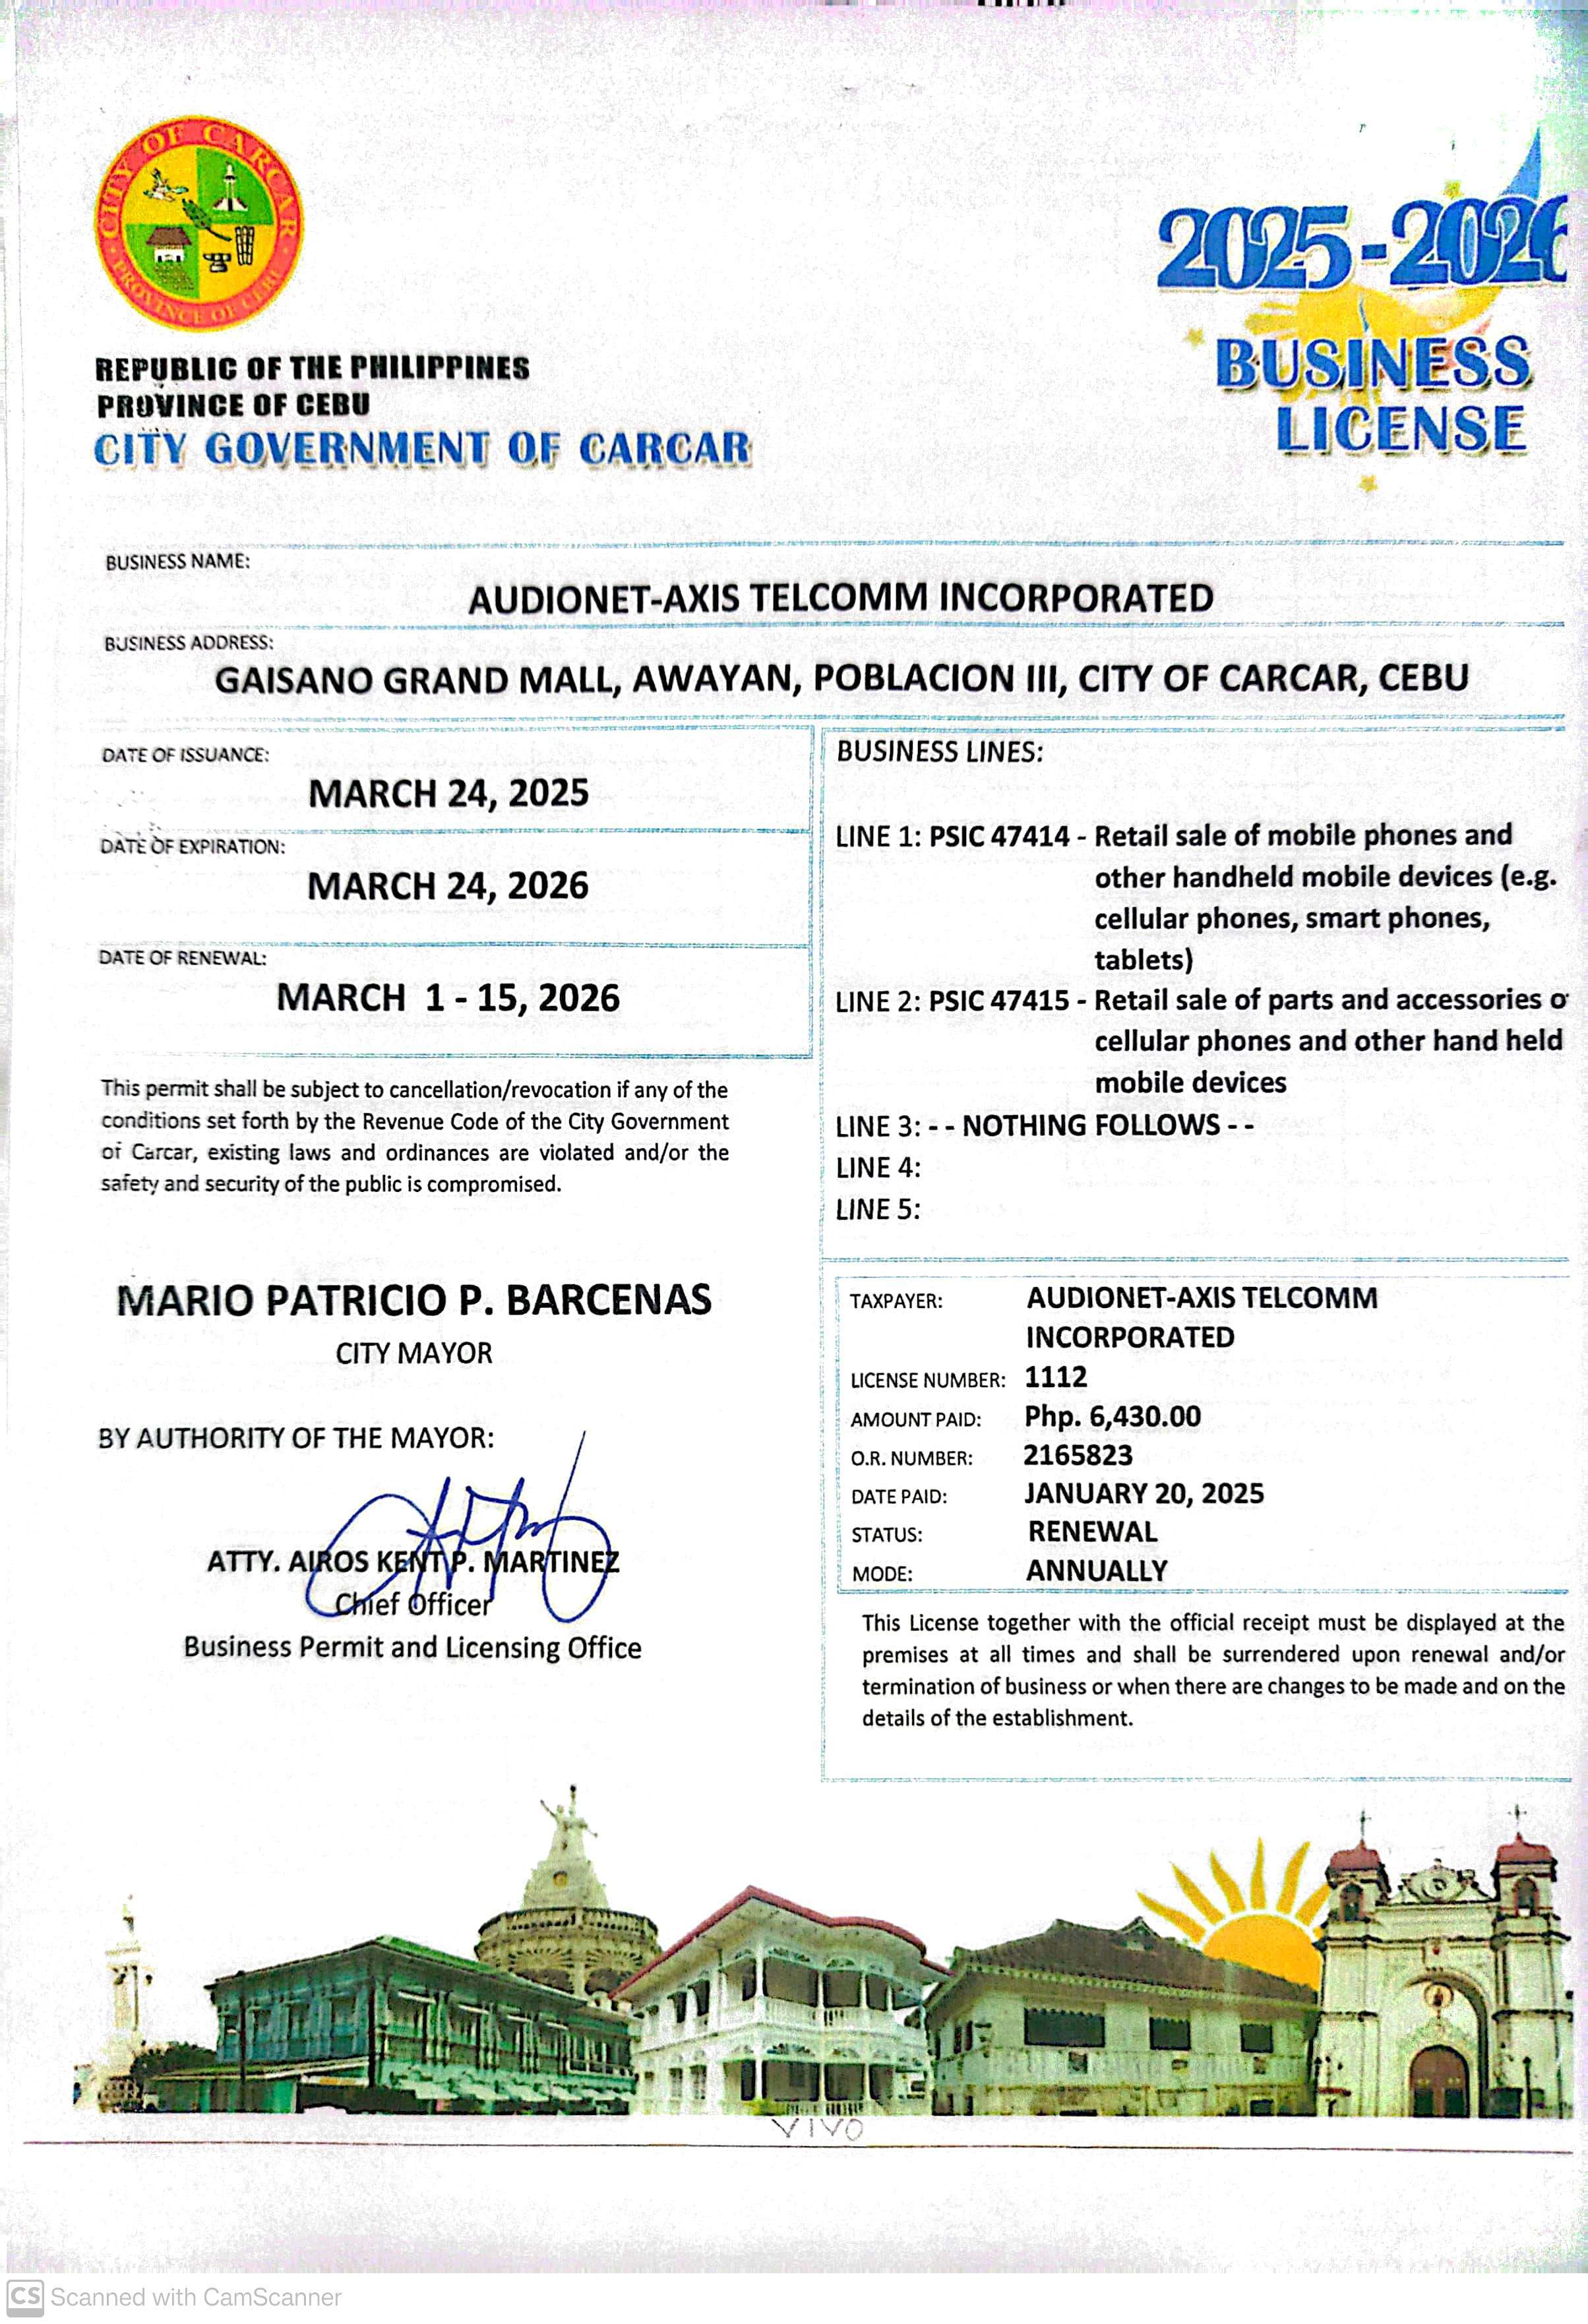 CITY OF CARCAR
PROVINCE OF CEBU
2025-2026
BUSINESS
LICENSE
REPUBLIC OF THE PHILIPPINES
PROVINCE OF CEBU
CITY GOVERNMENT OF CARCAR
BUSINESS NAME:
AUDIONET-AXIS TELCOMM INCORPORATED
BUSINESS ADDRESS:
GAISANO GRAND MALL, AWAYAN, POBLACION III, CITY OF CARCAR, CEBU
DATE OF ISSUANCE:
MARCH 24, 2025
DATE OF EXPIRATION:
MARCH 24, 2026
DATE OF RENEWAL:
MARCH 1 - 15, 2026
This permit shall be subject to cancellation/revocation if any of the
conditions set forth by the Revenue Code of the City Government
of Carcar, existing laws and ordinances are violated and/or the
safety and security of the public is compromised.
MARIO PATRICIO P. BARCENAS
CITY MAYOR
BY AUTHORITY OF THE MAYOR:
ATTY. AIROS KENT P. MARTINEZ
Chief Officer
Business Permit and Licensing Office
BUSINESS LINES:
LINE 1: PSIC 47414 - Retail sale of mobile phones and
other handheld mobile devices (e.g.
cellular phones, smart phones,
tablets)
LINE 2: PSIC 47415 - Retail sale of parts and accessories o
cellular phones and other hand held
mobile devices
LINE 3: - - NOTHING FOLLOWS - -
LINE 4:
LINE 5:
TAXPAYER: AUDIONET-AXIS TELCOMM
INCORPORATED
LICENSE NUMBER: 1112
AMOUNT PAID: Php. 6,430.00
O.R. NUMBER: 2165823
DATE PAID: JANUARY 20, 2025
STATUS: RENEWAL
MODE: ANNUALLY
This License together with the official receipt must be displayed at the
premises at all times and shall be surrendered upon renewal and/or
termination of business or when there are changes to be made and on the
details of the establishment.
VIVO
CS Scanned with CamScanner